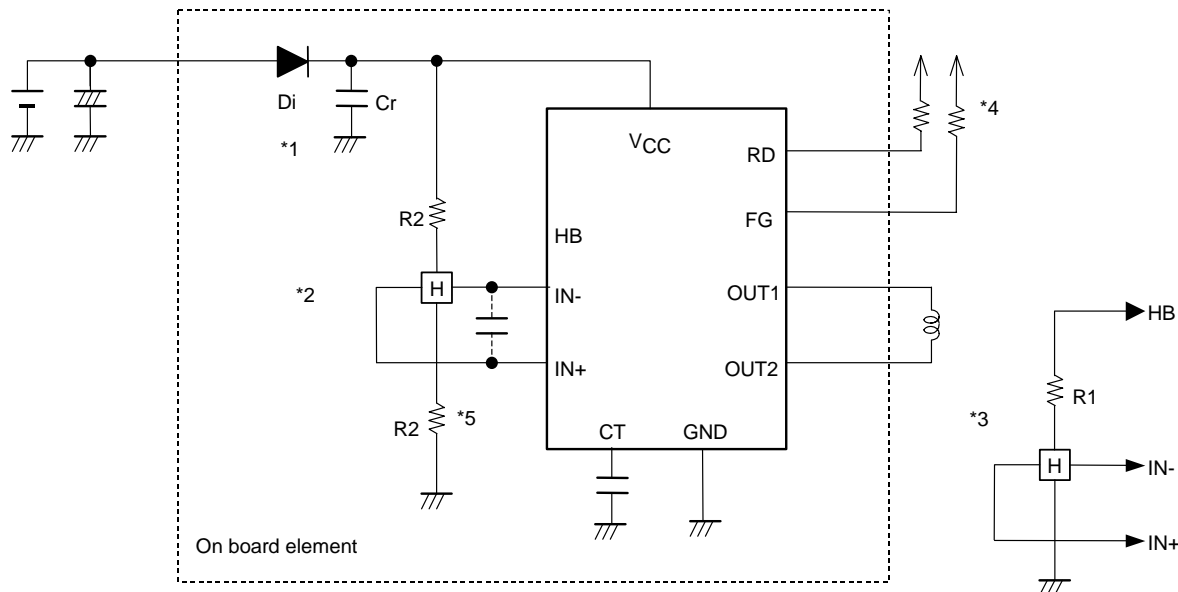 Di
Cr
*1
VCC
RD
*4
FG
R2
HB
*2
H
IN-
OUT1
HB
IN+
OUT2
R1
*3
R2
*5
CT
GND
H
IN-
IN+
On board element